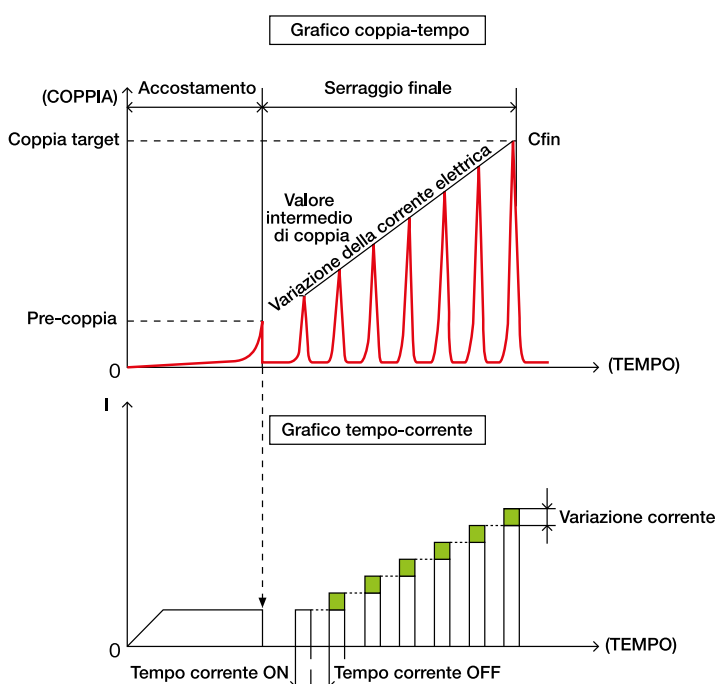 Grafico coppia-tempo
(COPPIA)
Accostamento
Serraggio finale
Coppia target
Cfin
Valore
intermedio
di coppia
Variazione della corrente elettrica
Pre-coppia
0
(TEMPO)
I
Grafico tempo-corrente
Variazione corrente
0
(TEMPO)
Tempo corrente ON
Tempo corrente OFF